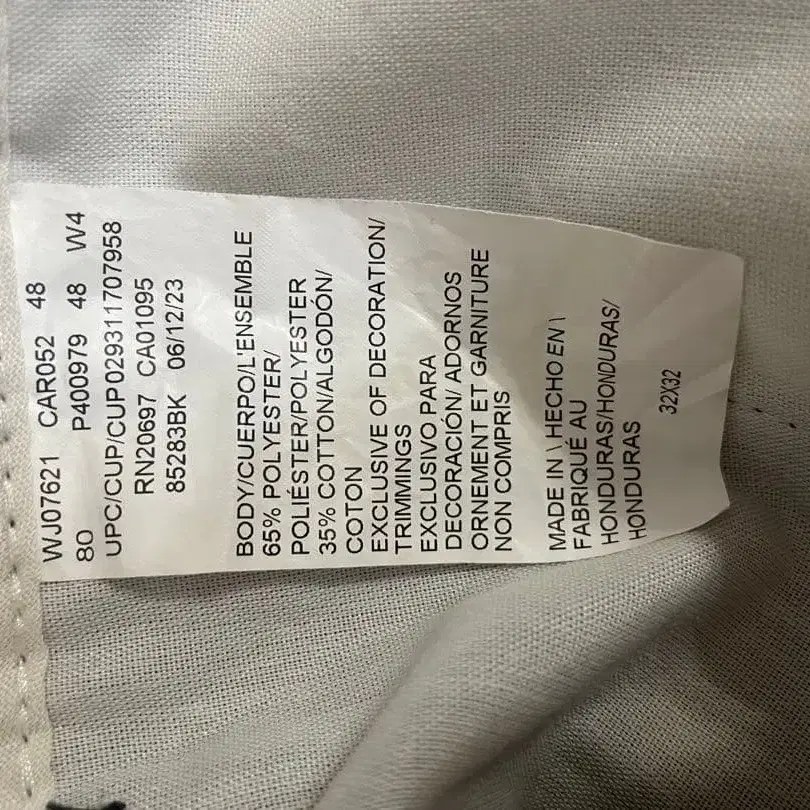 WJ07621 CAR052 48
80 P400979 48 W4
UPC/CUP/CUP029311707958
RN20697 CA01095
85283BK 06/12/23
BODY/CUERPO/L'ENSEMBLE
65% POLYESTER/
POLIÉSTER/POLYESTER
35% COTTON/ALGODÓN/
COTON
EXCLUSIVE OF DECORATION/
TRIMMINGS
EXCLUSIVO PARA
DECORACIÓN/ ADORNOS
ORNEMENT ET GARNITURE
NON COMPRIS
MADE IN \ HECHO EN \
FABRIQUÉ AU
HONDURAS/HONDURAS/
HONDURAS
32X32